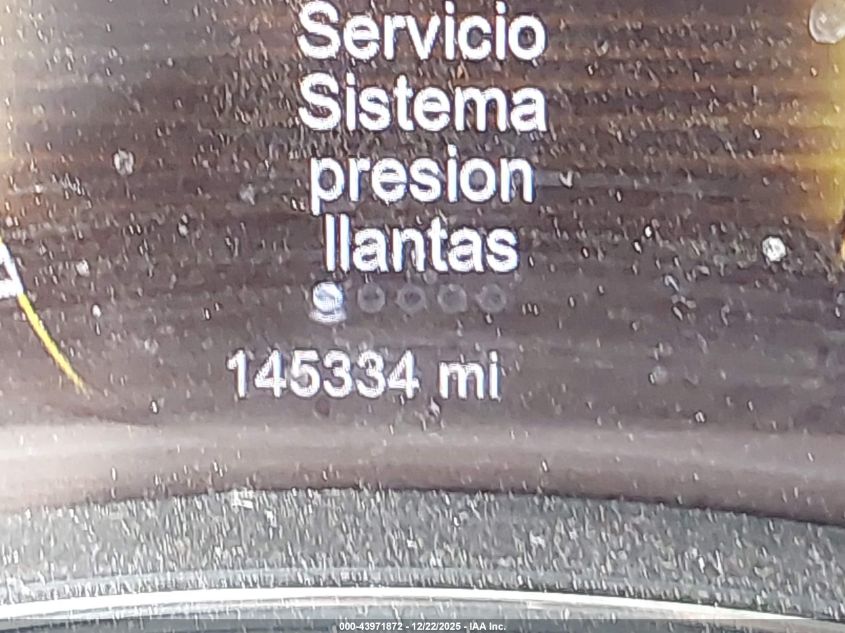 Servicio
Sistema
presion
llantas
145334 mi
000-43971872 - 12/22/2025 - IAA Inc.